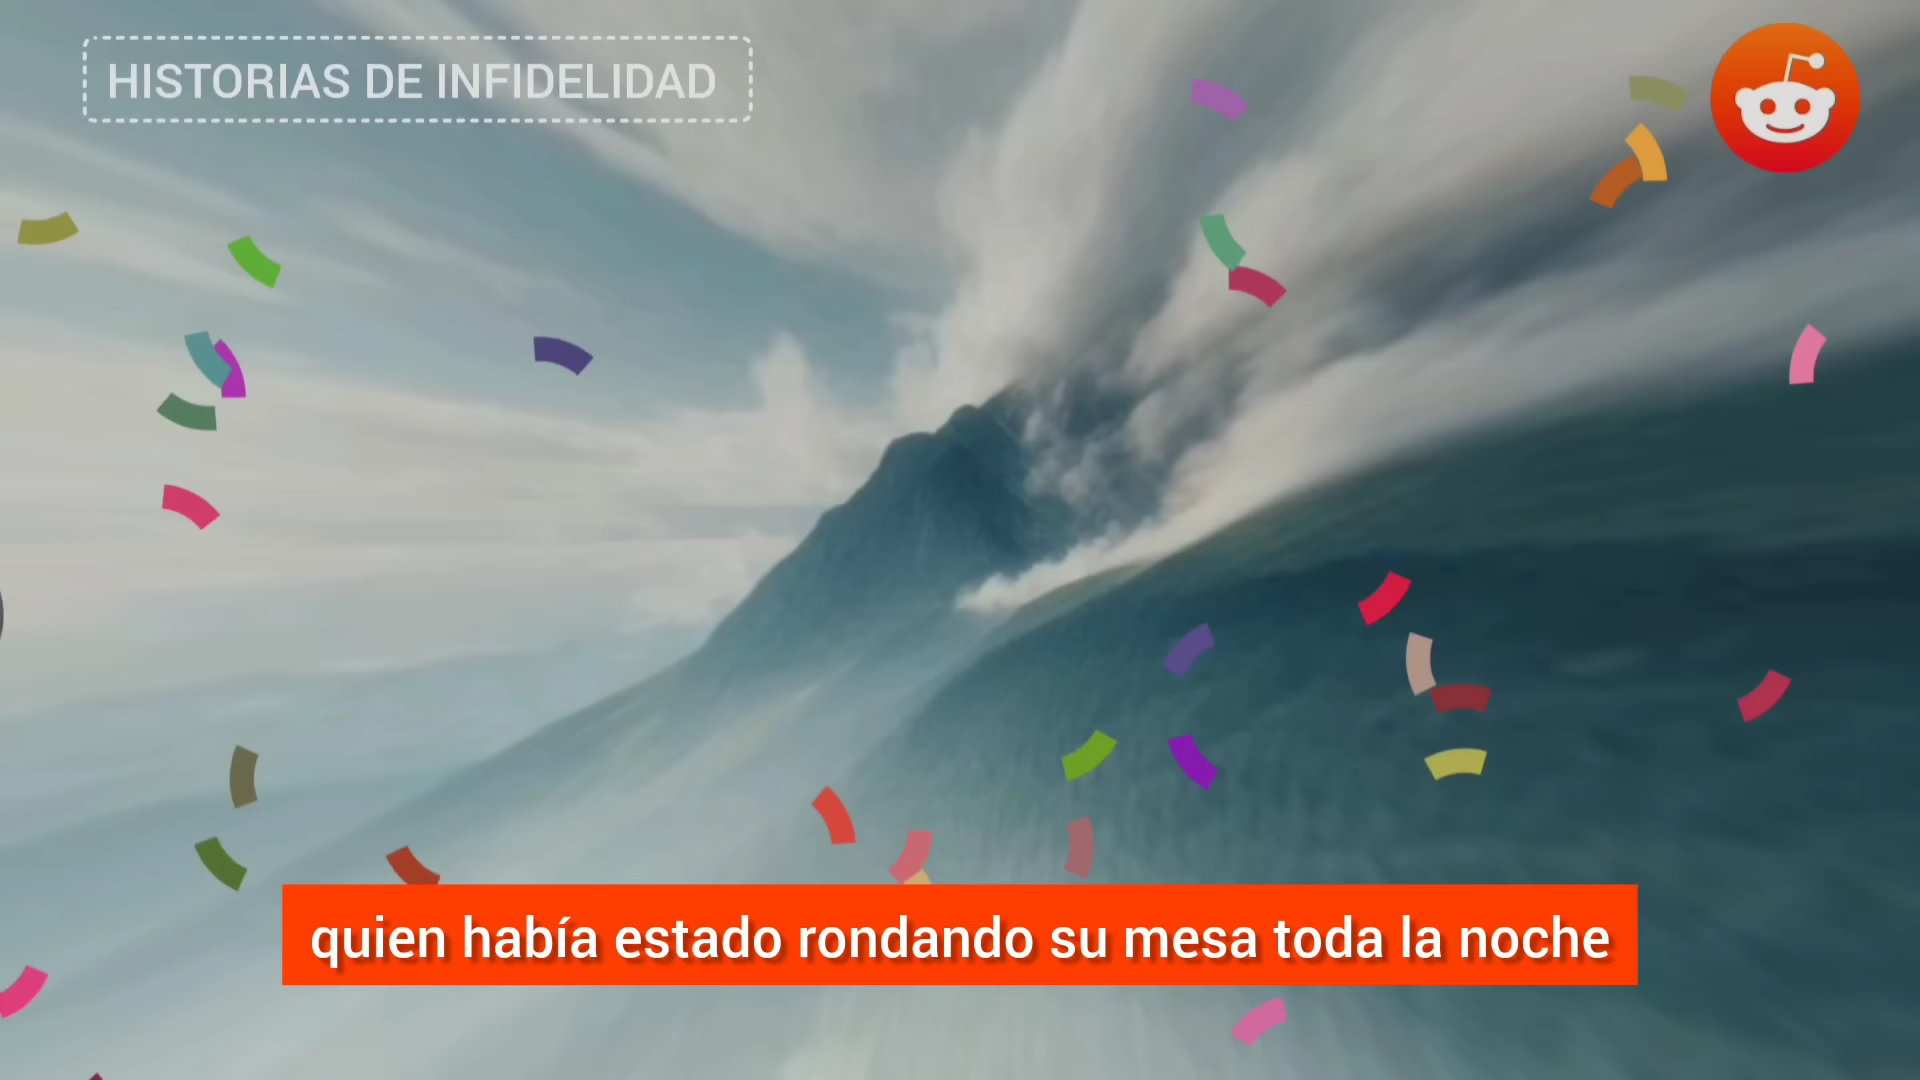 HISTORIAS DE INFIDELIDAD
quien había estado rondando su mesa toda la noche